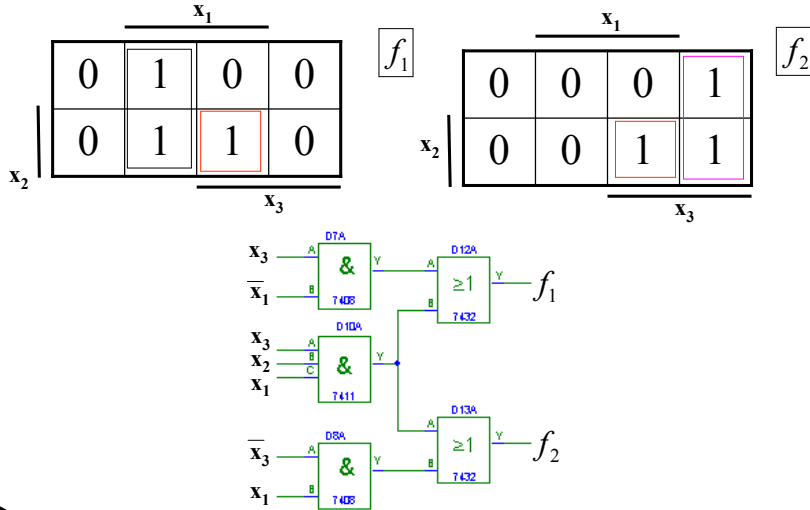 x₁
f₁
0 1 0 0
0 1 1 0
x₂
x₃
x₁
f₂
0 0 0 1
0 0 1 1
x₂
x₃
D7A
x₃ A & Y
x̅₁ B 7408
D12A
A ≥1 Y f₁
B 7432
D10A
x₃ A
x₂ B & Y
x₁ C
7411
D13A
A ≥1 Y f₂
B 7432
D8A
x̅₃ A & Y
x₁ B 7408